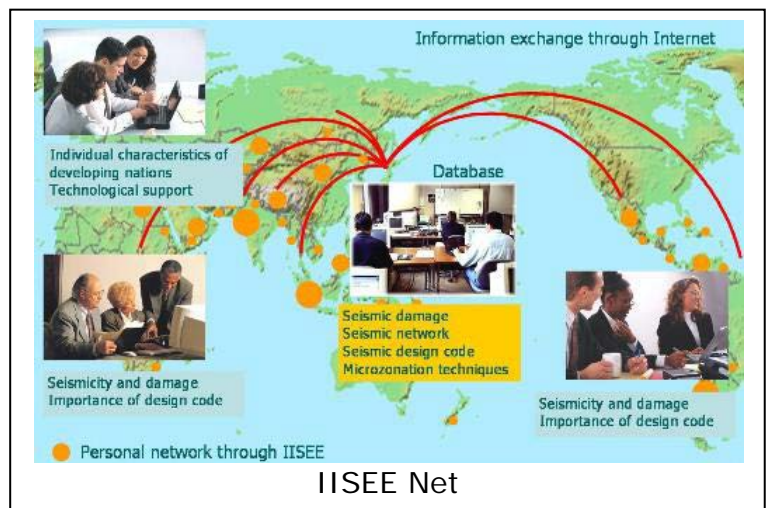 Information exchange through Internet
Individual characteristics of
developing nations
Technological support
Database
Seismic damage
Seismic network
Seismic design code
Microzonation techniques
Seismicity and damage
Importance of design code
Seismicity and damage
Importance of design code
Personal network through IISEE
IISEE Net